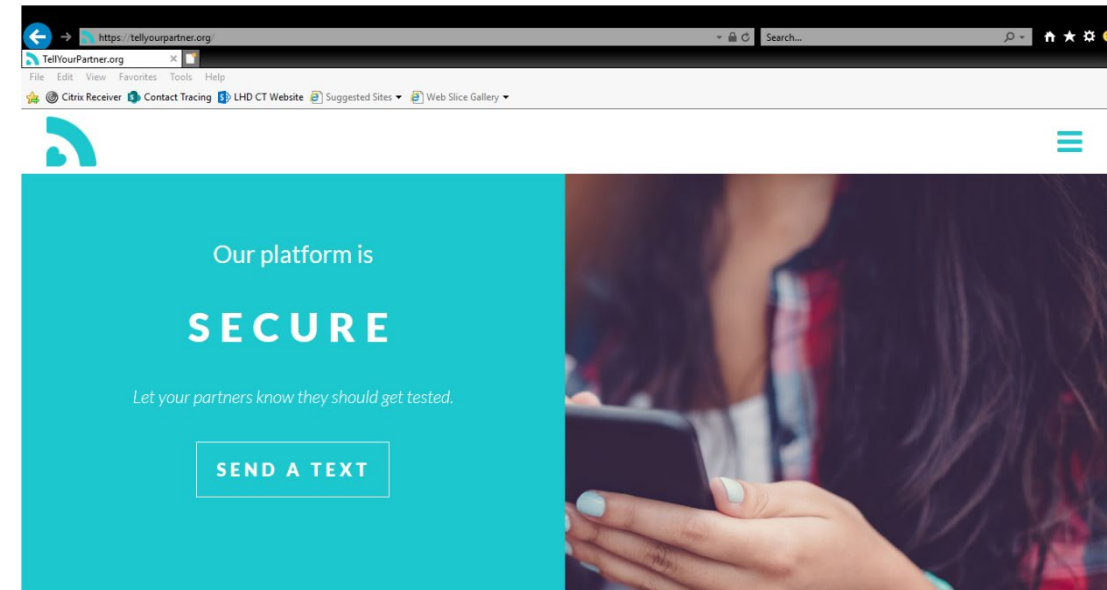 https://tellyourpartner.org/
Search...
TellYourPartner.org
File Edit View Favorites Tools Help
Citrix Receiver Contact Tracing LHD CT Website Suggested Sites Web Slice Gallery
Our platform is
SECURE
Let your partners know they should get tested.
SEND A TEXT